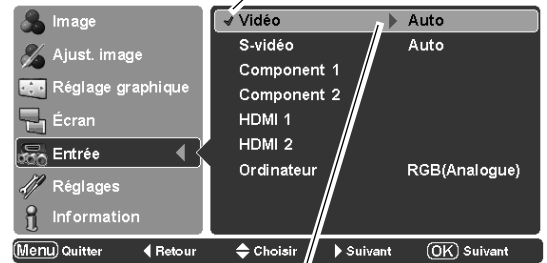 Image
Ajust. image
Réglage graphique
Écran
Entrée
Réglages
Information
Vidéo Auto
S-vidéo Auto
Component 1
Component 2
HDMI 1
HDMI 2
Ordinateur RGB(Analogue)
Menu Quitter Retour Choisir Suivant OK Suivant